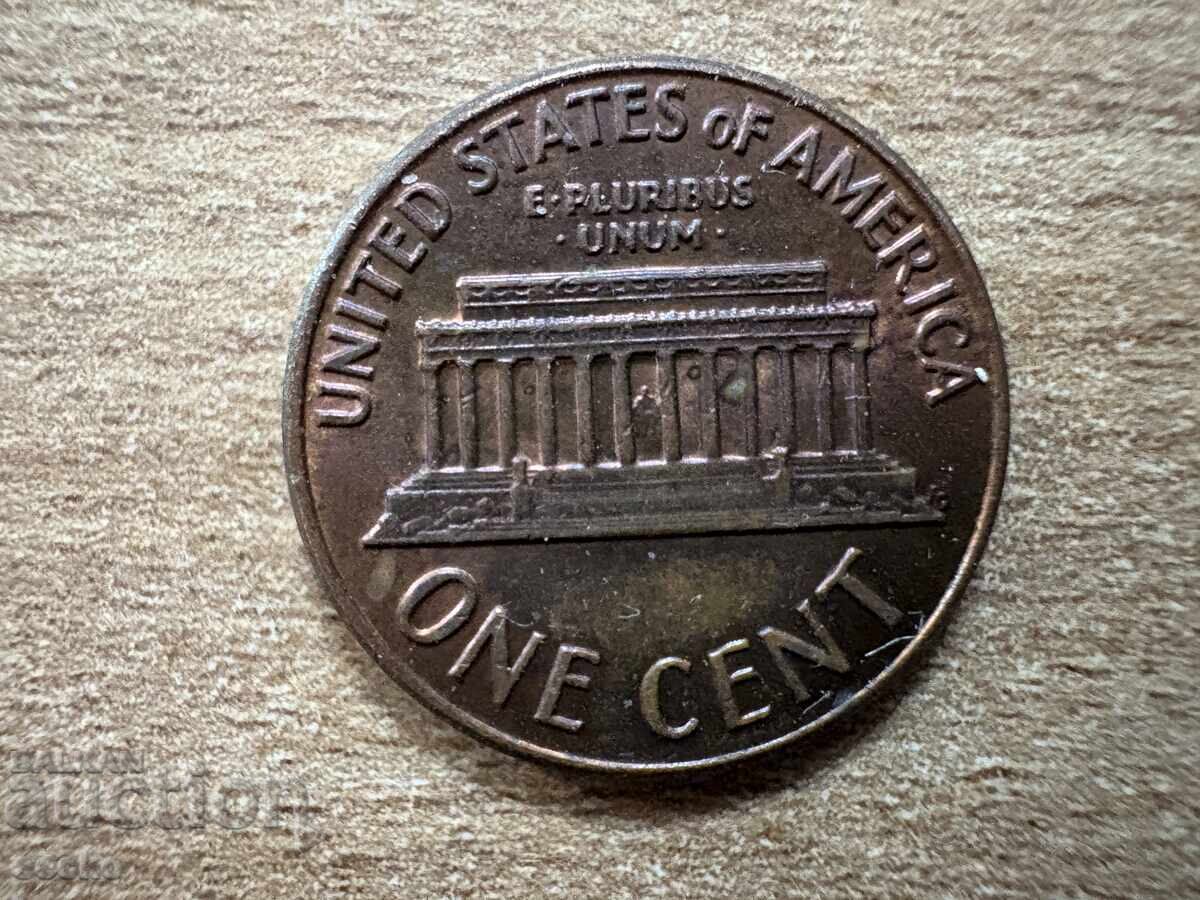 UNITED STATES oF AMERICA
E·PLURIBUS
·UNUM·
ONE CENT
BALKAN
auction